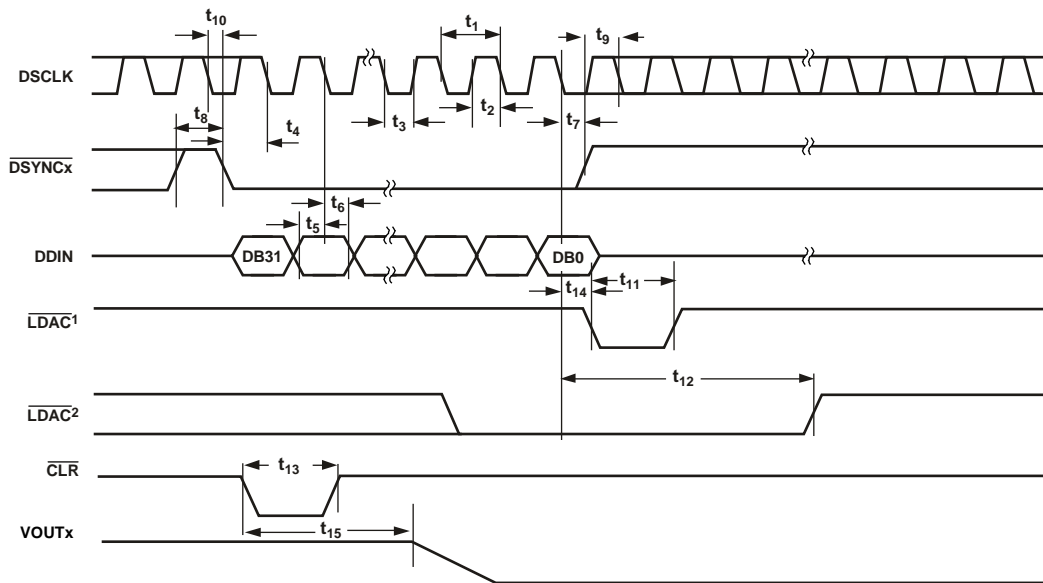 t10
t1
t9
DSCLK
t8
t4
t3
t2
t7
DSYNCx
t6
t5
DDIN
DB31
DB0
t14
t11
LDAC1
t12
LDAC2
CLR
t13
VOUTx
t15